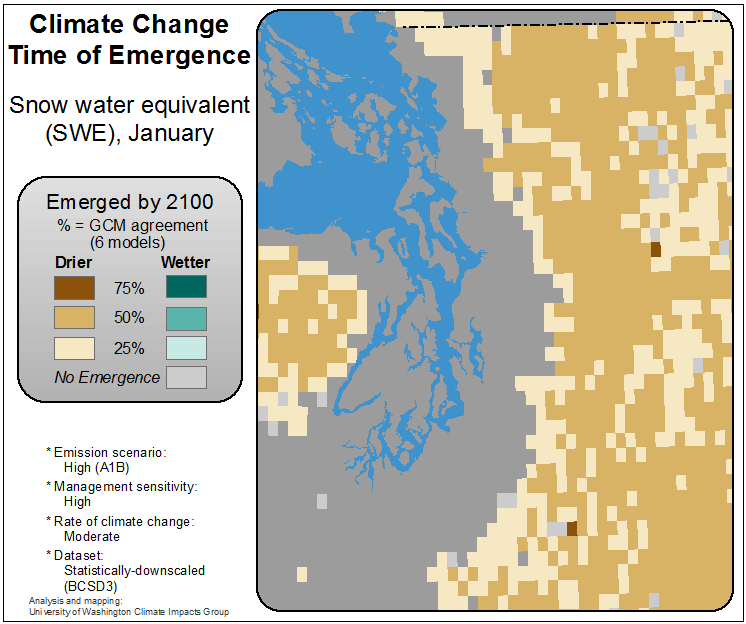 Climate Change
Time of Emergence
Snow water equivalent
(SWE), January
Emerged by 2100
% = GCM agreement
(6 models)
Drier Wetter
75%
50%
25%
No Emergence
* Emission scenario:
High (A1B)
* Management sensitivity:
High
* Rate of climate change:
Moderate
* Dataset:
Statistically-downscaled
(BCSD3)
Analysis and mapping:
University of Washington Climate Impacts Group